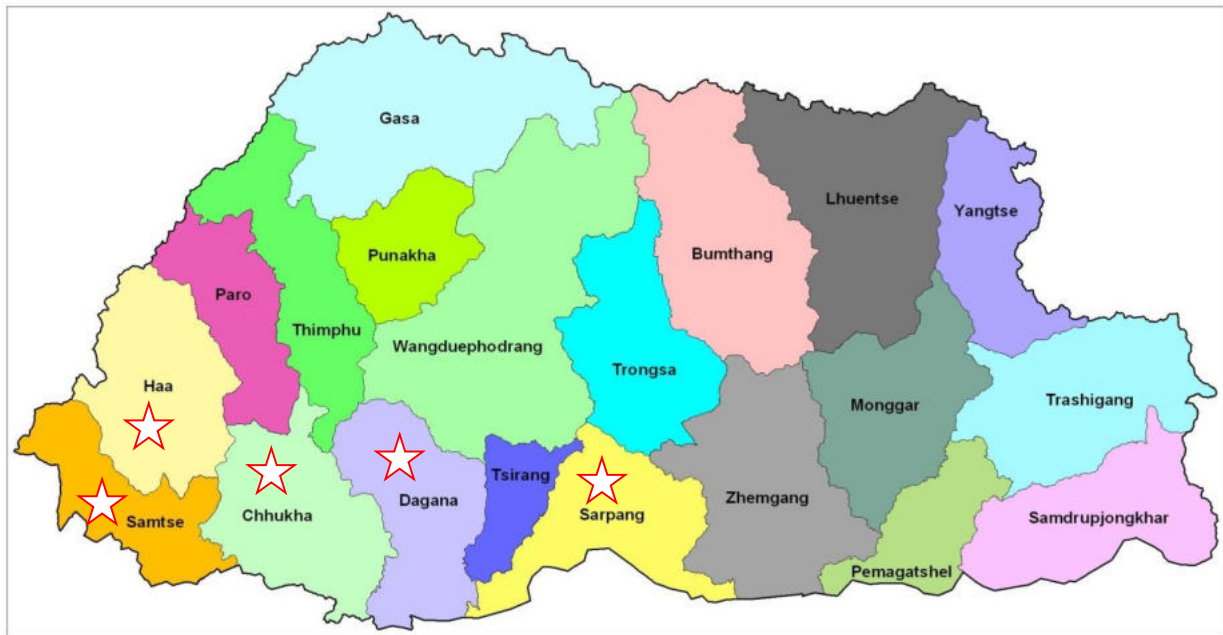 Gasa
Lhuentse
Yangtse
Punakha
Bumthang
Paro
Thimphu
Wangduephodrang
Trongsa
Haa
Monggar
Trashigang
Tsirang
Dagana
Zhemgang
Sarpang
Samtse
Chhukha
Samdrupjongkhar
Pemagatshel